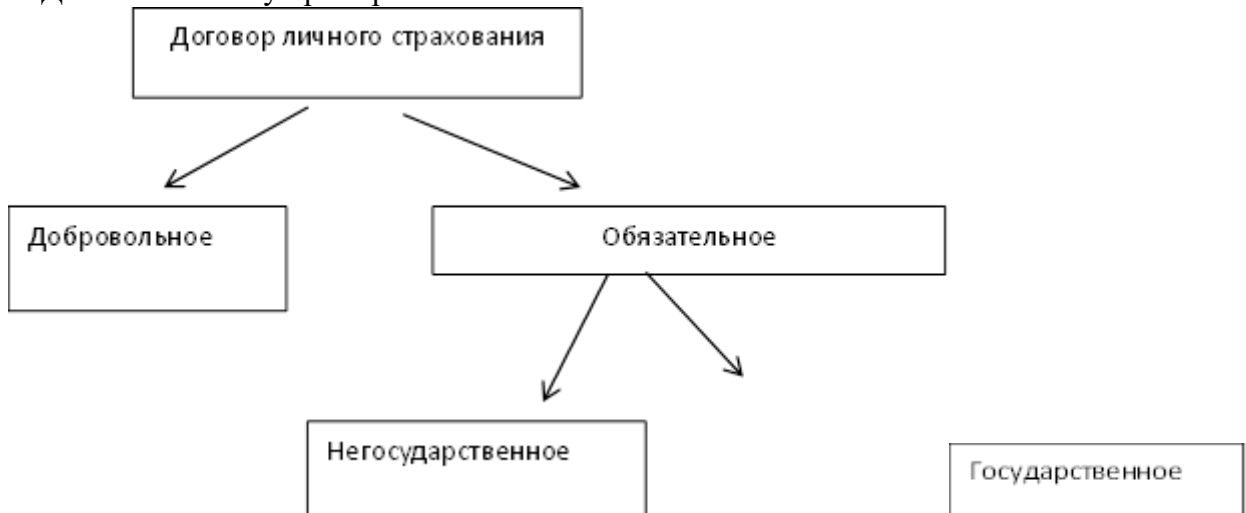 Договор личного страхования
Добровольное
Обязательное
Негосударственное
Государственное